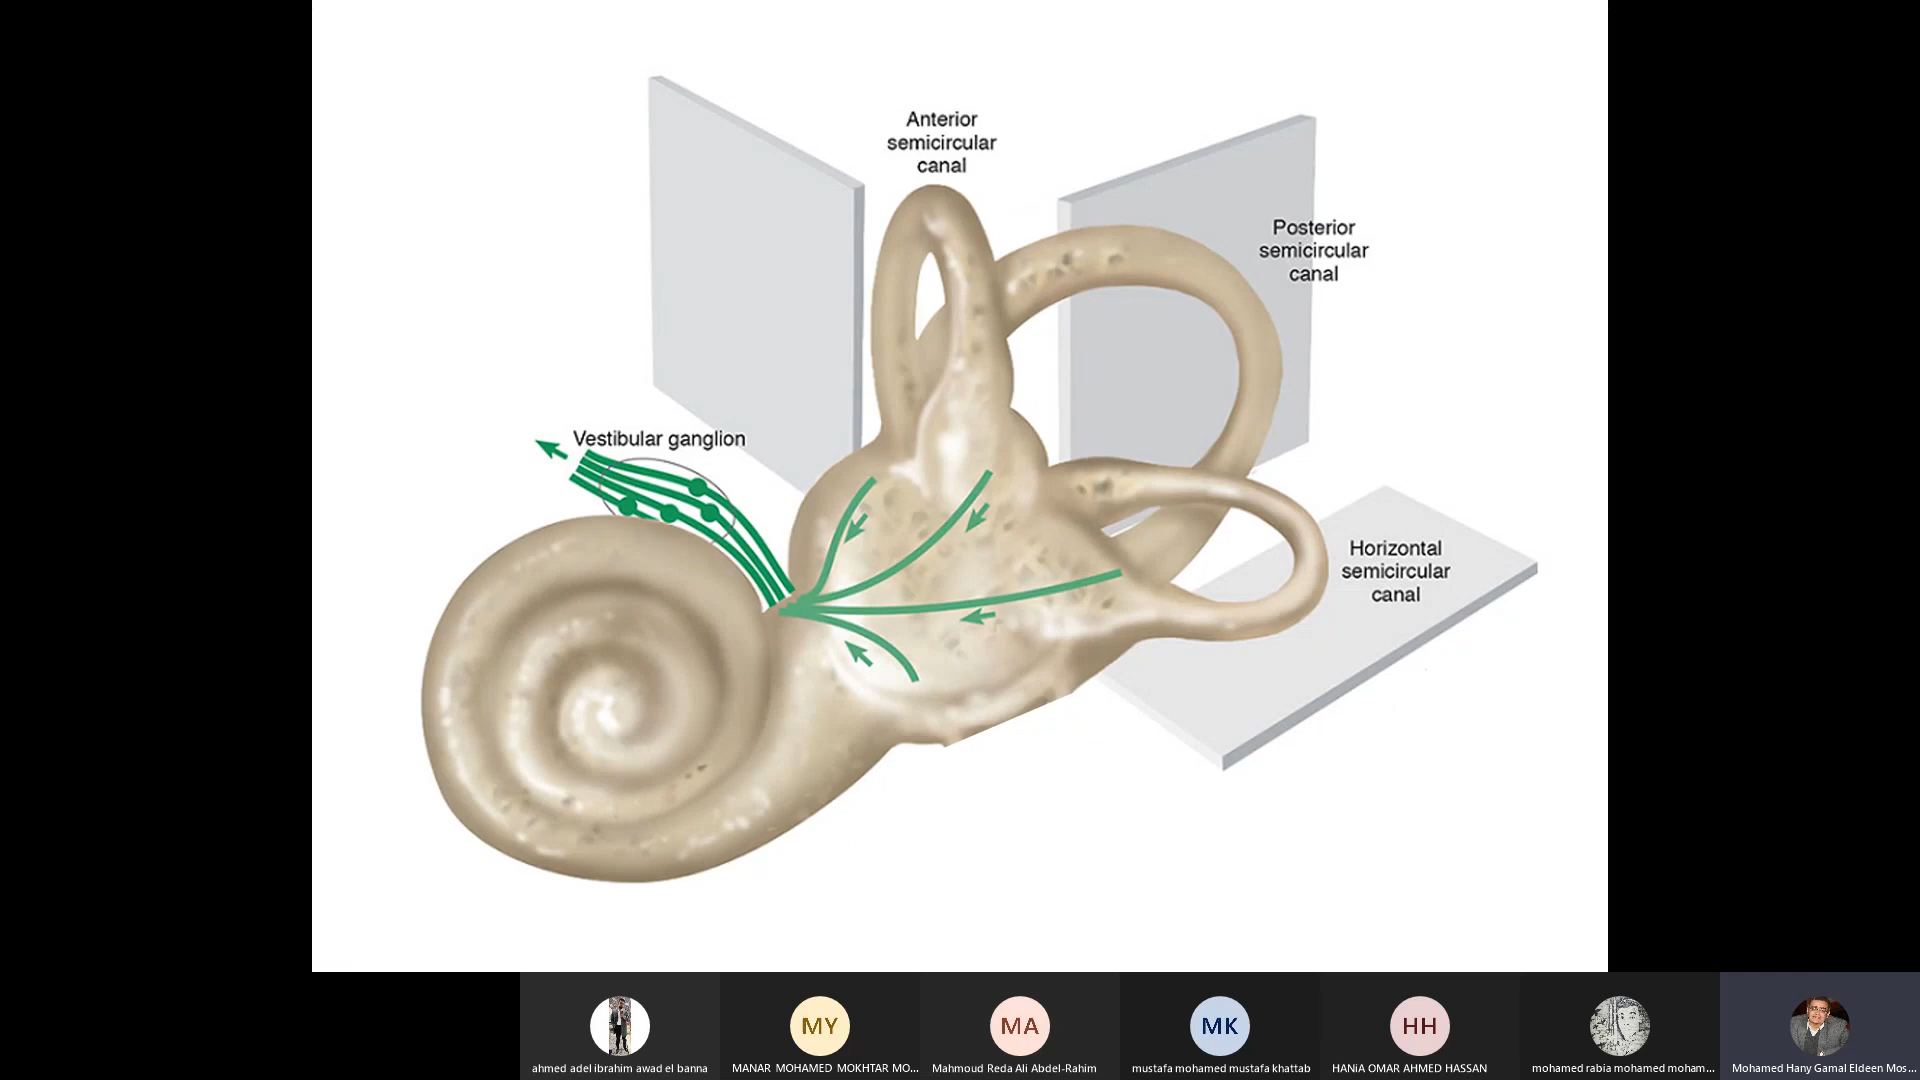 Anterior
semicircular
canal
Posterior
semicircular
canal
Vestibular ganglion
Horizontal
semicircular
canal
MY
MA
MK
HH
ahmed adel ibrahim awad el banna
MANAR MOHAMED MOKHTAR MO...
Mahmoud Reda Ali Abdel-Rahim
mustafa mohamed mustafa khattab
HANiA OMAR AHMED HASSAN
mohamed rabia mohamed moham...
Mohamed Hany Gamal Eldeen Mos...